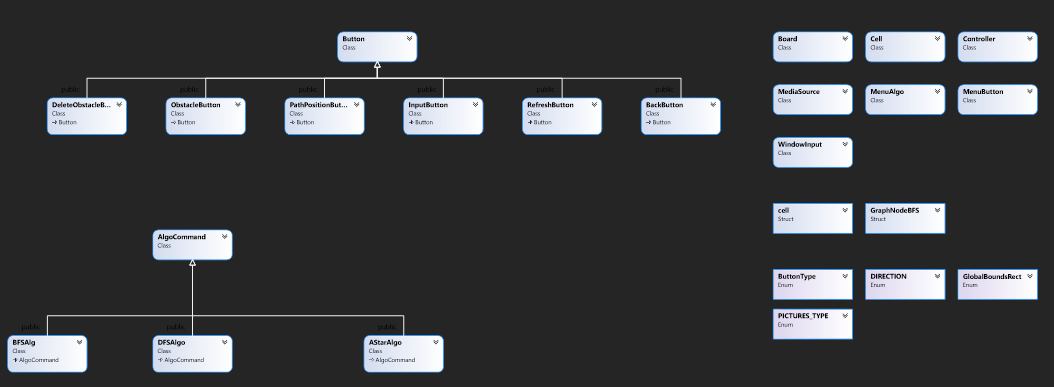 Button
Class
public
public
public
public
public
public
DeleteObstacleB...
Class
Button
ObstacleButton
Class
Button
PathPositionBut...
Class
Button
InputButton
Class
Button
RefreshButton
Class
Button
BackButton
Class
Button
AlgoCommand
Class
public
public
public
BFSAlg
Class
AlgoCommand
DFSAlgo
Class
AlgoCommand
AStarAlgo
Class
AlgoCommand
Board
Class
Cell
Class
Controller
Class
MediaSource
Class
MenuAlgo
Class
MenuButton
Class
WindowInput
Class
cell
Struct
GraphNodeBFS
Struct
ButtonType
Enum
DIRECTION
Enum
GlobalBoundsRect
Enum
PICTURES_TYPE
Enum